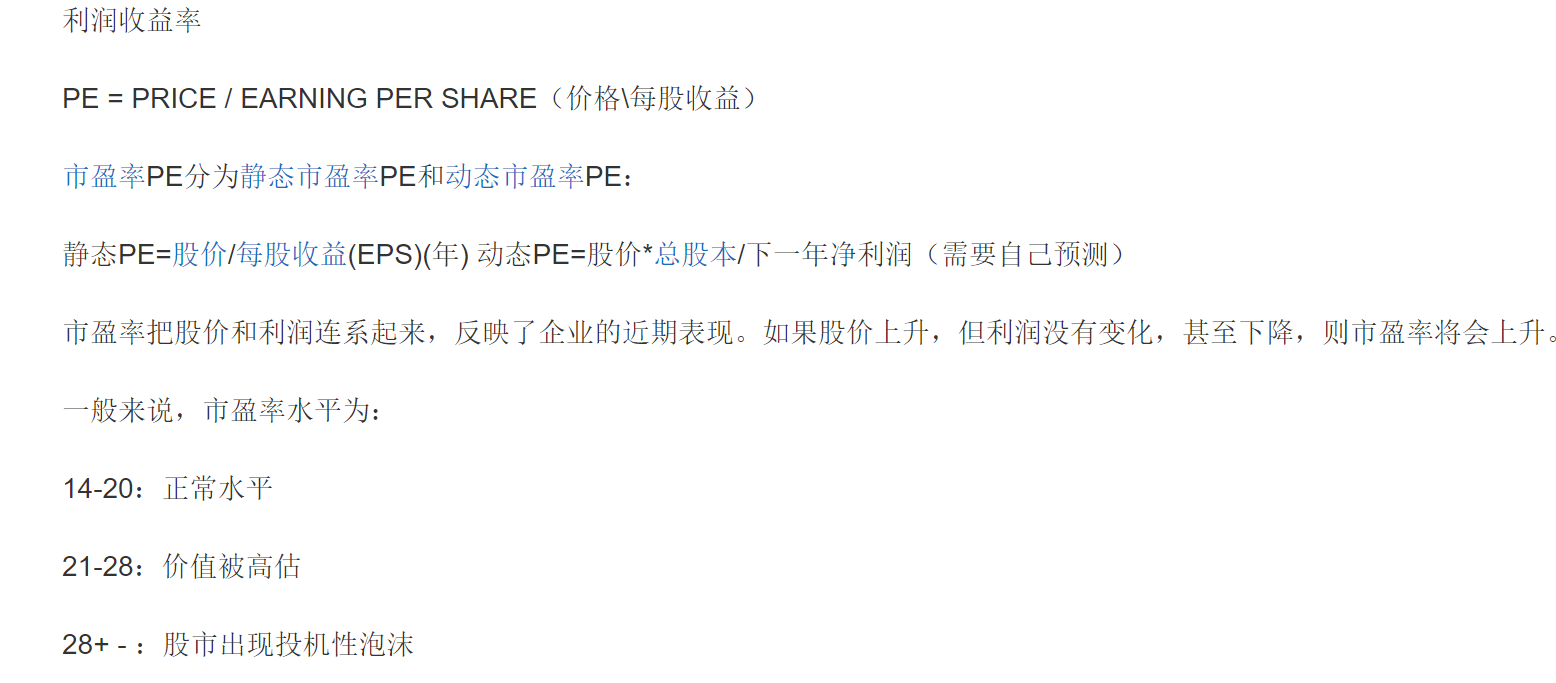 利润收益率
PE = PRICE / EARNING PER SHARE（价格\每股收益）
市盈率PE分为静态市盈率PE和动态市盈率PE：
静态PE=股价/每股收益(EPS)(年) 动态PE=股价*总股本/下一年净利润（需要自己预测）
市盈率把股价和利润连系起来，反映了企业的近期表现。如果股价上升，但利润没有变化，甚至下降，则市盈率将会上升。
一般来说，市盈率水平为：
14-20：正常水平
21-28：价值被高估
28+ -：股市出现投机性泡沫